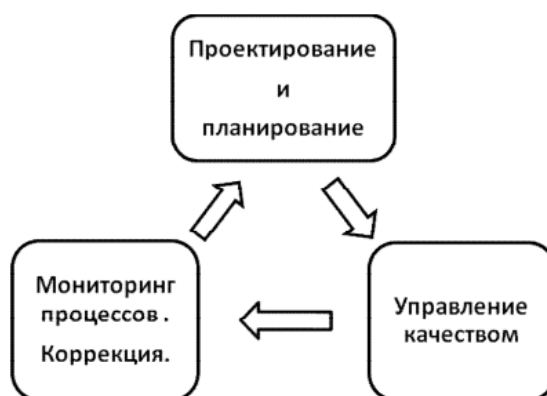 Проектирование
и
планирование
Мониторинг
процессов .
Коррекция.
Управление
качеством